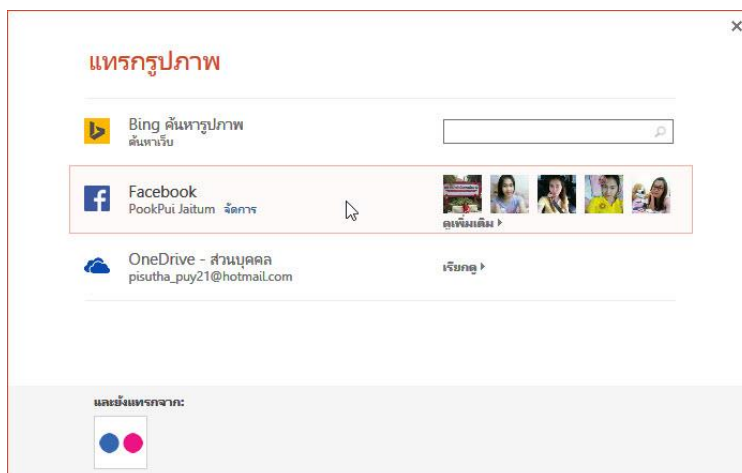 แทรกรูปภาพ
Bing ค้นหารูปภาพ
ค้นหาเว็บ
Facebook
PookPui Jaitum จัดการ
ดูเพิ่มเติม
OneDrive - ส่วนบุคคล
pisutha_puy21@hotmail.com
เรียกดู
และยังแทรกจาก: